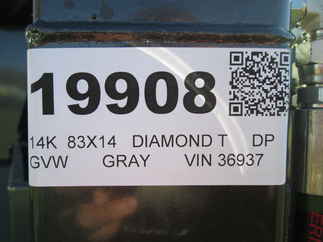 19908
14K 83X14 DIAMOND T DP
GVW GRAY VIN 36937